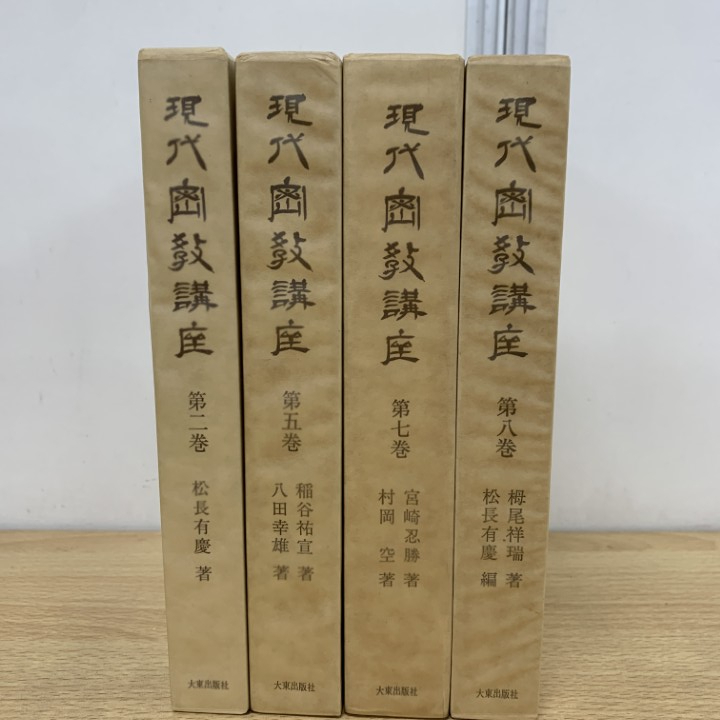 現代密教講座
第二巻
松長有慶 著
大東出版社
現代密教講座
第五巻
稲谷祐宣 著
八田幸雄 著
大東出版社
現代密教講座
第七巻
宮崎忍勝 著
村岡 空 著
大東出版社
現代密教講座
第八巻
栂尾祥瑞 著
松長有慶 編
大東出版社